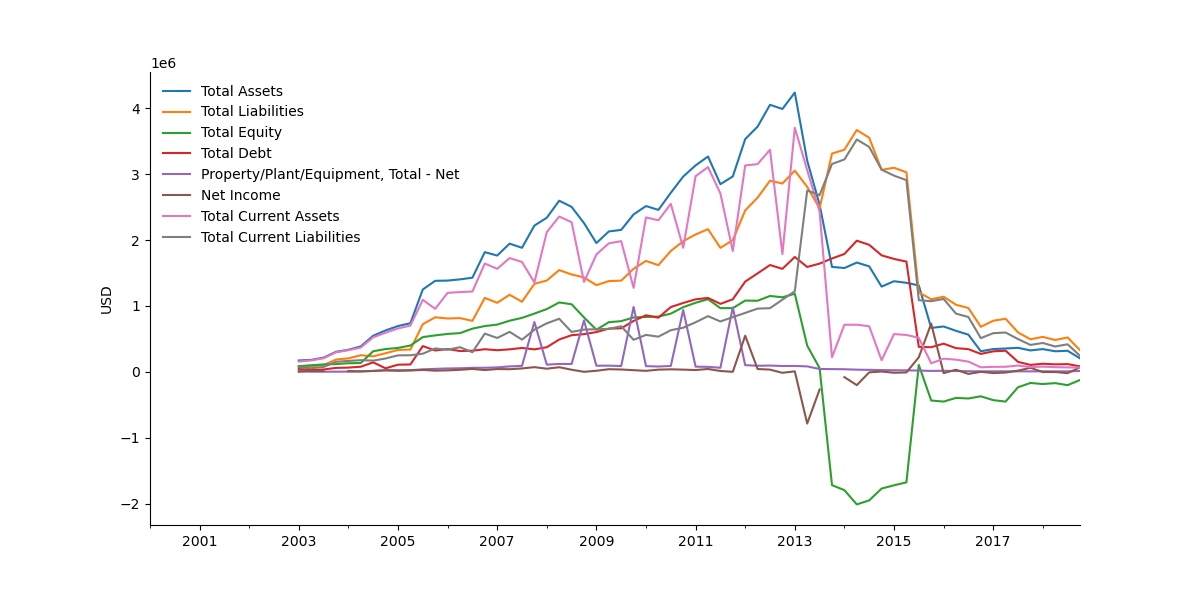 1e6
USD
4
3
2
1
0
−1
−2
Total Assets
Total Liabilities
Total Equity
Total Debt
Property/Plant/Equipment, Total - Net
Net Income
Total Current Assets
Total Current Liabilities
2001 2003 2005 2007 2009 2011 2013 2015 2017